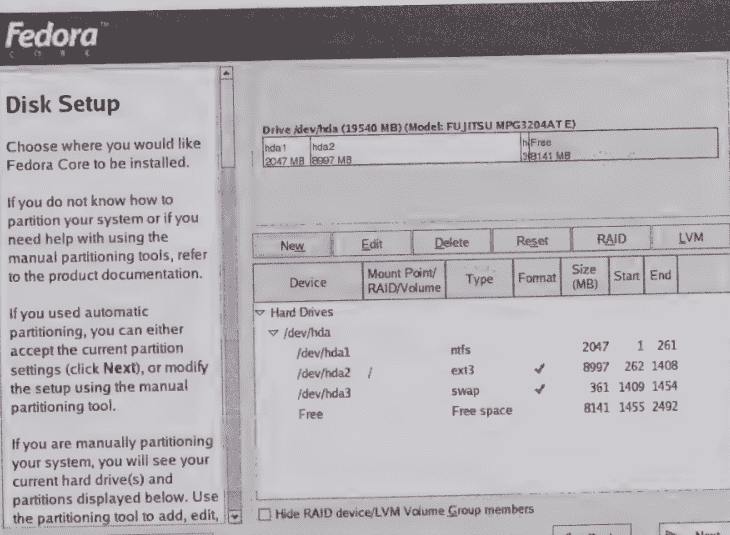 Fedora™
CORE
Disk Setup
Choose where you would like
Fedora Core to be installed.
If you do not know how to
partition your system or if you
need help with using the
manual partitioning tools, refer
to the product documentation.
If you used automatic
partitioning, you can either
accept the current partition
settings (click Next), or modify
the setup using the manual
partitioning tool.
If you are manually partitioning
your system, you will see your
current hard drive(s) and
partitions displayed below. Use
the partitioning tool to add, edit,
Drive /dev/hda (19540 MB) (Model: FUJITSU MPG3204AT E)
hda1 hda2 Free
2047 MB 8997 MB 8141 MB
New Edit Delete Reset RAID LVM
Device Mount Point/ RAID/Volume Type Format Size (MB) Start End
Hard Drives
/dev/hda
/dev/hda1 ntfs 2047 1 261
/dev/hda2 / ext3 ✓ 8997 262 1408
/dev/hda3 swap ✓ 361 1409 1454
Free Free space 8141 1455 2492
Hide RAID device/LVM Volume Group members